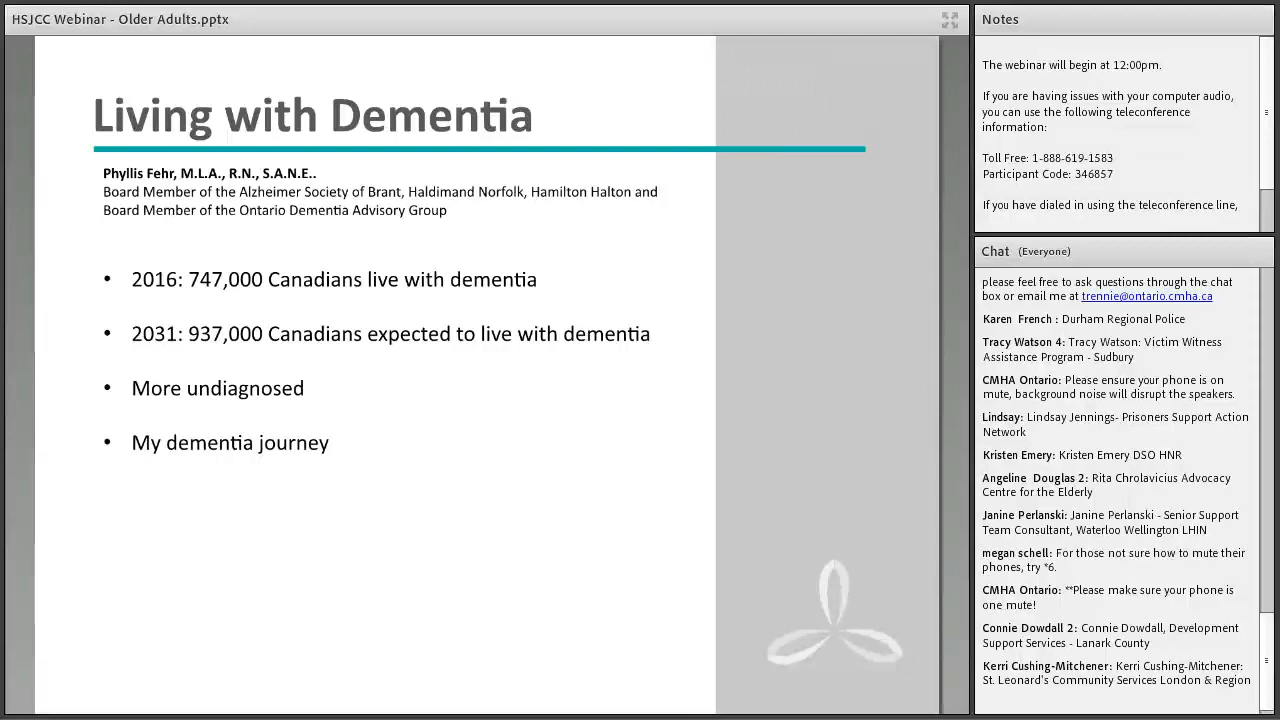 HSJCC Webinar - Older Adults.pptx
Living with Dementia
Phyllis Fehr, M.L.A., R.N., S.A.N.E..
Board Member of the Alzheimer Society of Brant, Haldimand Norfolk, Hamilton Halton and
Board Member of the Ontario Dementia Advisory Group
• 2016: 747,000 Canadians live with dementia
• 2031: 937,000 Canadians expected to live with dementia
• More undiagnosed
• My dementia journey
Notes
The webinar will begin at 12:00pm.
If you are having issues with your computer audio,
you can use the following teleconference
information:
Toll Free: 1-888-619-1583
Participant Code: 346857
If you have dialed in using the teleconference line,
Chat (Everyone)
please feel free to ask questions through the chat
box or email me at trennie@ontario.cmha.ca
Karen French : Durham Regional Police
Tracy Watson 4: Tracy Watson: Victim Witness
Assistance Program - Sudbury
CMHA Ontario: Please ensure your phone is on
mute, background noise will disrupt the speakers.
Lindsay: Lindsay Jennings- Prisoners Support Action
Network
Kristen Emery: Kristen Emery DSO HNR
Angeline Douglas 2: Rita Chrolavicius Advocacy
Centre for the Elderly
Janine Perlanski: Janine Perlanski - Senior Support
Team Consultant, Waterloo Wellington LHIN
megan schell: For those not sure how to mute their
phones, try *6.
CMHA Ontario: **Please make sure your phone is
one mute!
Connie Dowdall 2: Connie Dowdall, Development
Support Services - Lanark County
Kerri Cushing-Mitchener: Kerri Cushing-Mitchener:
St. Leonard's Community Services London & Region